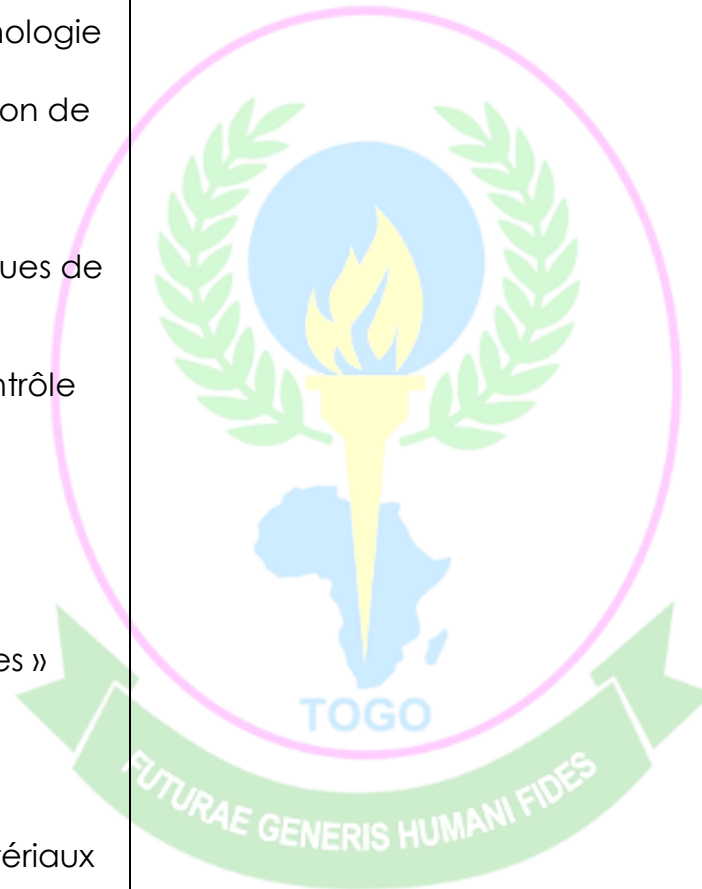 nologie
on de
ues de
ntrôle
es »
ériaux
TOGO
FUTURAE GENERIS HUMANI FIDES